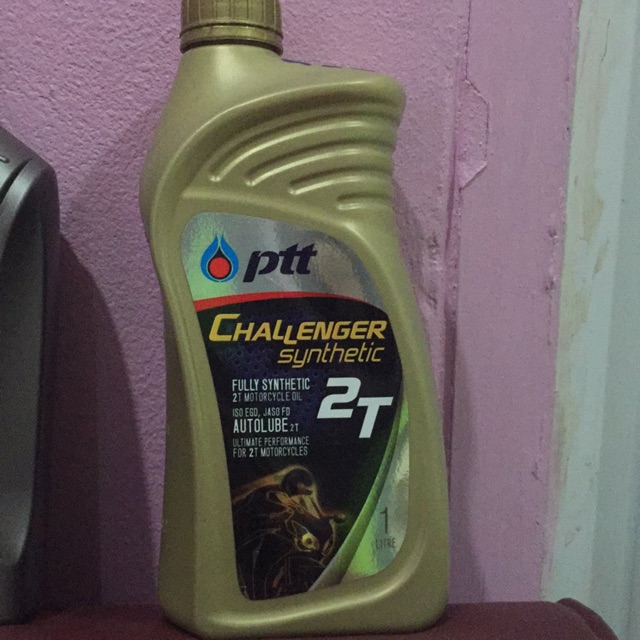 ptt
CHALLENGER
synthetic
2T
FULLY SYNTHETIC
2T MOTORCYCLE OIL
ISO EGD, JASO FD
AUTOLUBE 2T
ULTIMATE PERFORMANCE
FOR 2T MOTORCYCLES
1
LITRE